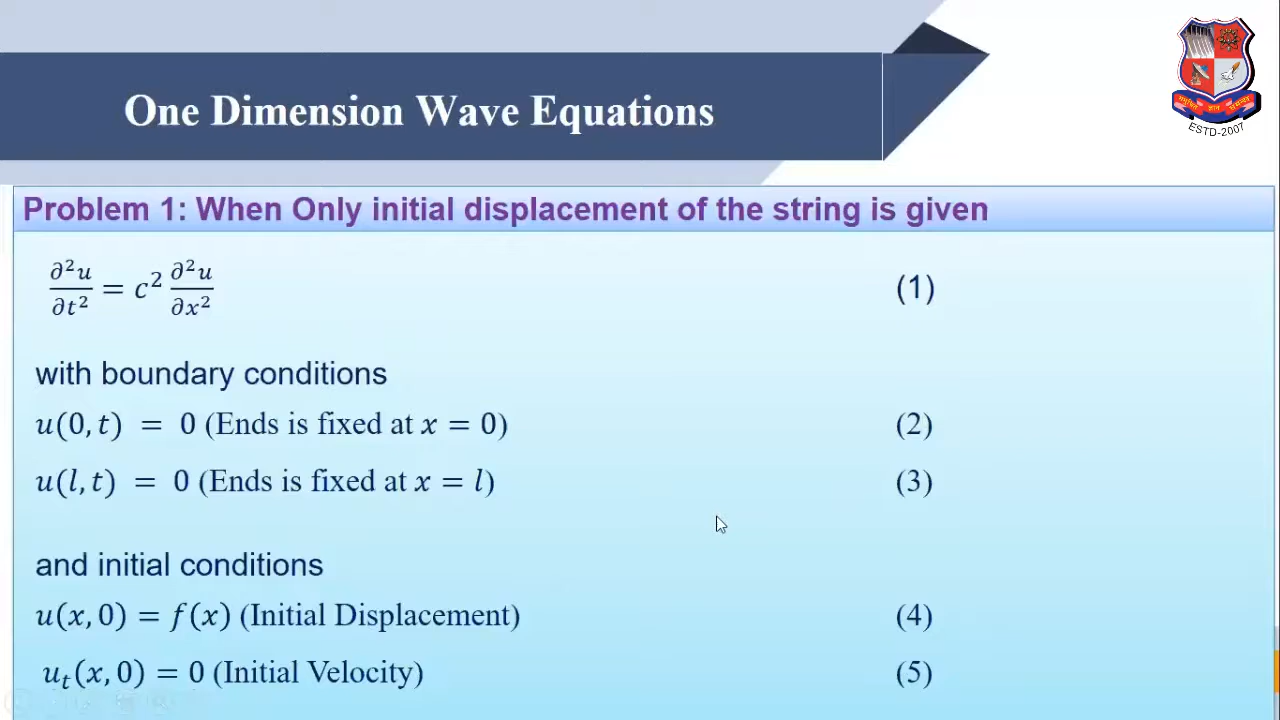 One Dimension Wave Equations
ESTD-2007
Problem 1: When Only initial displacement of the string is given
∂²u/∂t² = c² ∂²u/∂x² (1)
with boundary conditions
u(0, t) = 0 (Ends is fixed at x = 0) (2)
u(l, t) = 0 (Ends is fixed at x = l) (3)
and initial conditions
u(x, 0) = f(x) (Initial Displacement) (4)
uₜ(x, 0) = 0 (Initial Velocity) (5)